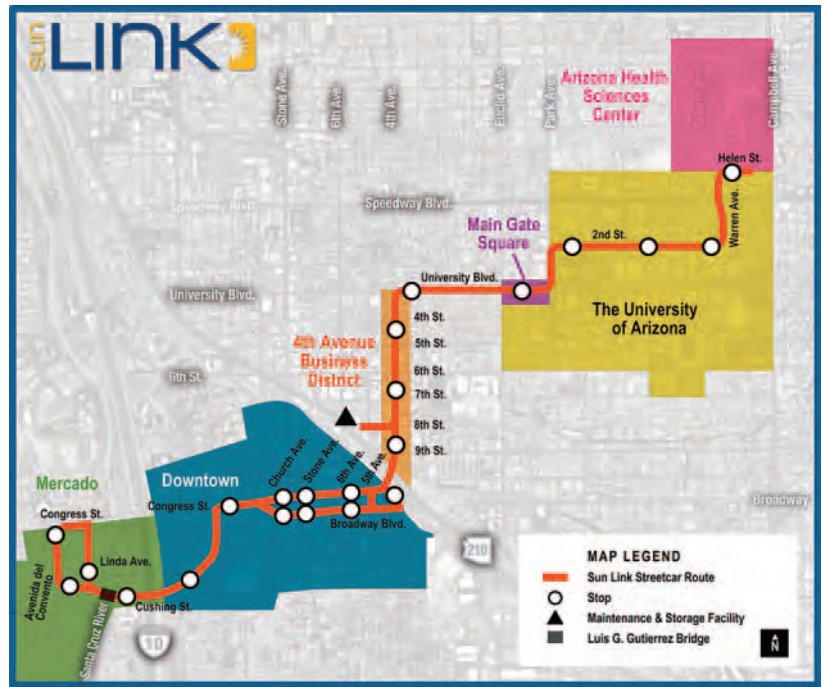 sun LINK
Stone Ave.
6th Ave.
4th Ave.
Euclid Ave.
Park Ave.
Campbell Ave.
Arizona Health
Sciences
Center
Helen St.
Warren Ave.
Speedway Blvd.
Speedway Blvd.
Main Gate
Square
2nd St.
University Blvd.
University Blvd.
The University
of Arizona
4th St.
5th St.
6th St.
7th St.
8th St.
9th St.
4th Avenue
Business
District
6th St.
Church Ave.
Stone Ave.
6th Ave.
5th Ave.
Downtown
Congress St.
Broadway Blvd.
Broadway
Mercado
Congress St.
Linda Ave.
Avenida del
Convento
Cushing St.
Santa Cruz River
10
210
MAP LEGEND
Sun Link Streetcar Route
Stop
Maintenance & Storage Facility
Luis G. Gutierrez Bridge
N